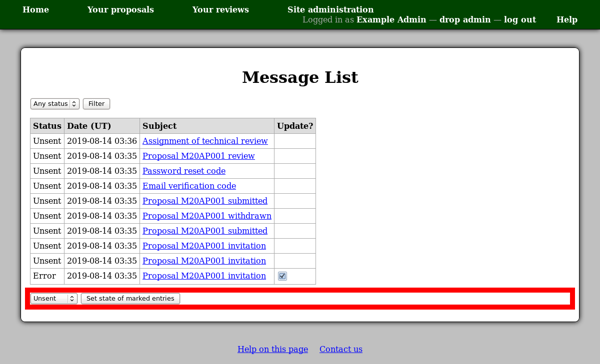 Home Your proposals Your reviews Site administration
Logged in as Example Admin — drop admin — log out Help
Message List
Any status Filter
Status Date (UT) Subject Update?
Unsent 2019-08-14 03:36 Assignment of technical review
Unsent 2019-08-14 03:35 Proposal M20AP001 review
Unsent 2019-08-14 03:35 Password reset code
Unsent 2019-08-14 03:35 Email verification code
Unsent 2019-08-14 03:35 Proposal M20AP001 submitted
Unsent 2019-08-14 03:35 Proposal M20AP001 withdrawn
Unsent 2019-08-14 03:35 Proposal M20AP001 submitted
Unsent 2019-08-14 03:35 Proposal M20AP001 invitation
Unsent 2019-08-14 03:35 Proposal M20AP001 invitation
Error 2019-08-14 03:35 Proposal M20AP001 invitation
Unsent Set state of marked entries
Help on this page Contact us